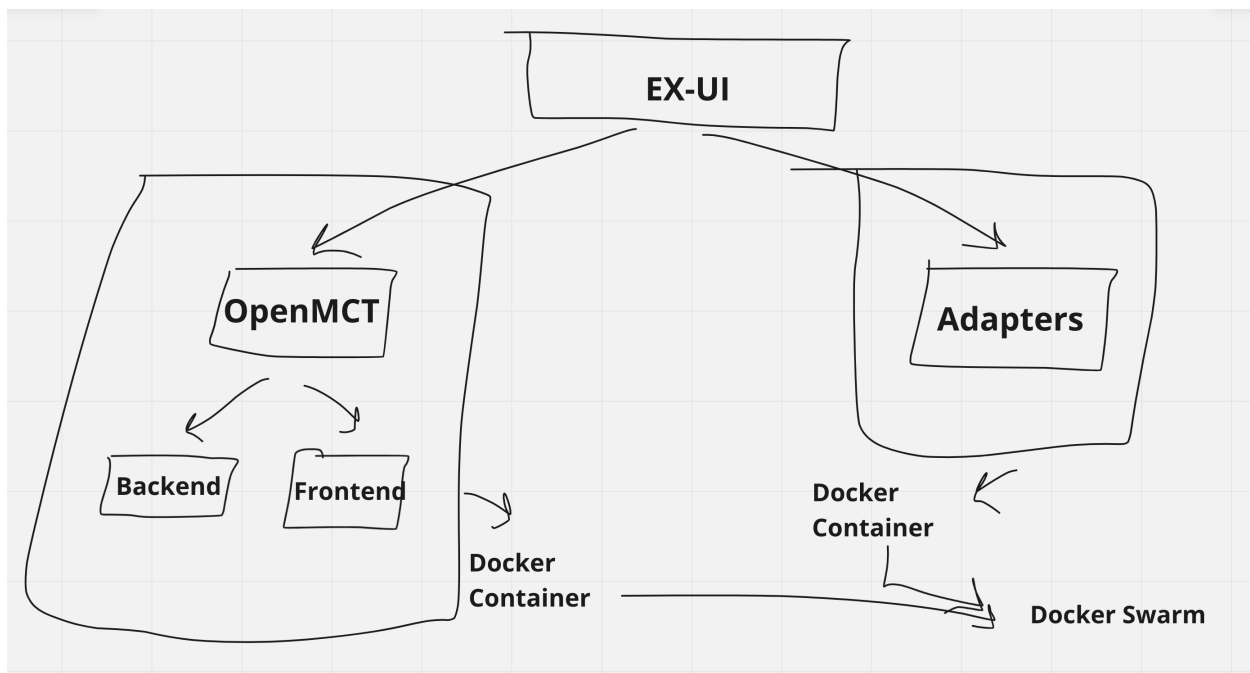 EX-UI
OpenMCT
Adapters
Backend
Frontend
Docker
Container
Docker
Container
Docker Swarm